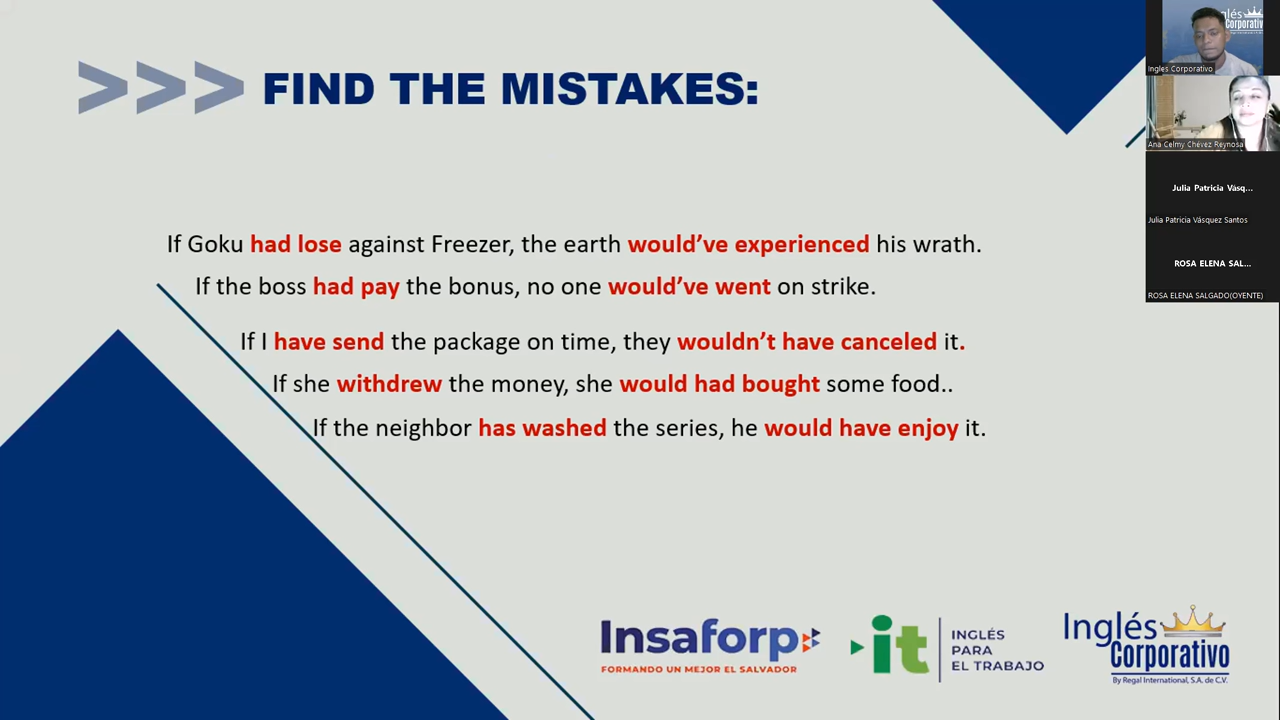 >>> FIND THE MISTAKES:
If Goku had lose against Freezer, the earth would’ve experienced his wrath.
If the boss had pay the bonus, no one would’ve went on strike.
If I have send the package on time, they wouldn’t have canceled it.
If she withdrew the money, she would had bought some food..
If the neighbor has washed the series, he would have enjoy it.
Insaforp
FORMANDO UN MEJOR EL SALVADOR
it
INGLÉS
PARA
EL TRABAJO
Inglés
Corporativo
By Regal International, S.A. de C.V.
Inglés
Corporativo
Ingles Corporativo
Ana Celmy Chévez Reynosa
Julia Patricia Vásq...
Julia Patricia Vásquez Santos
ROSA ELENA SAL...
ROSA ELENA SALGADO(OYENTE)